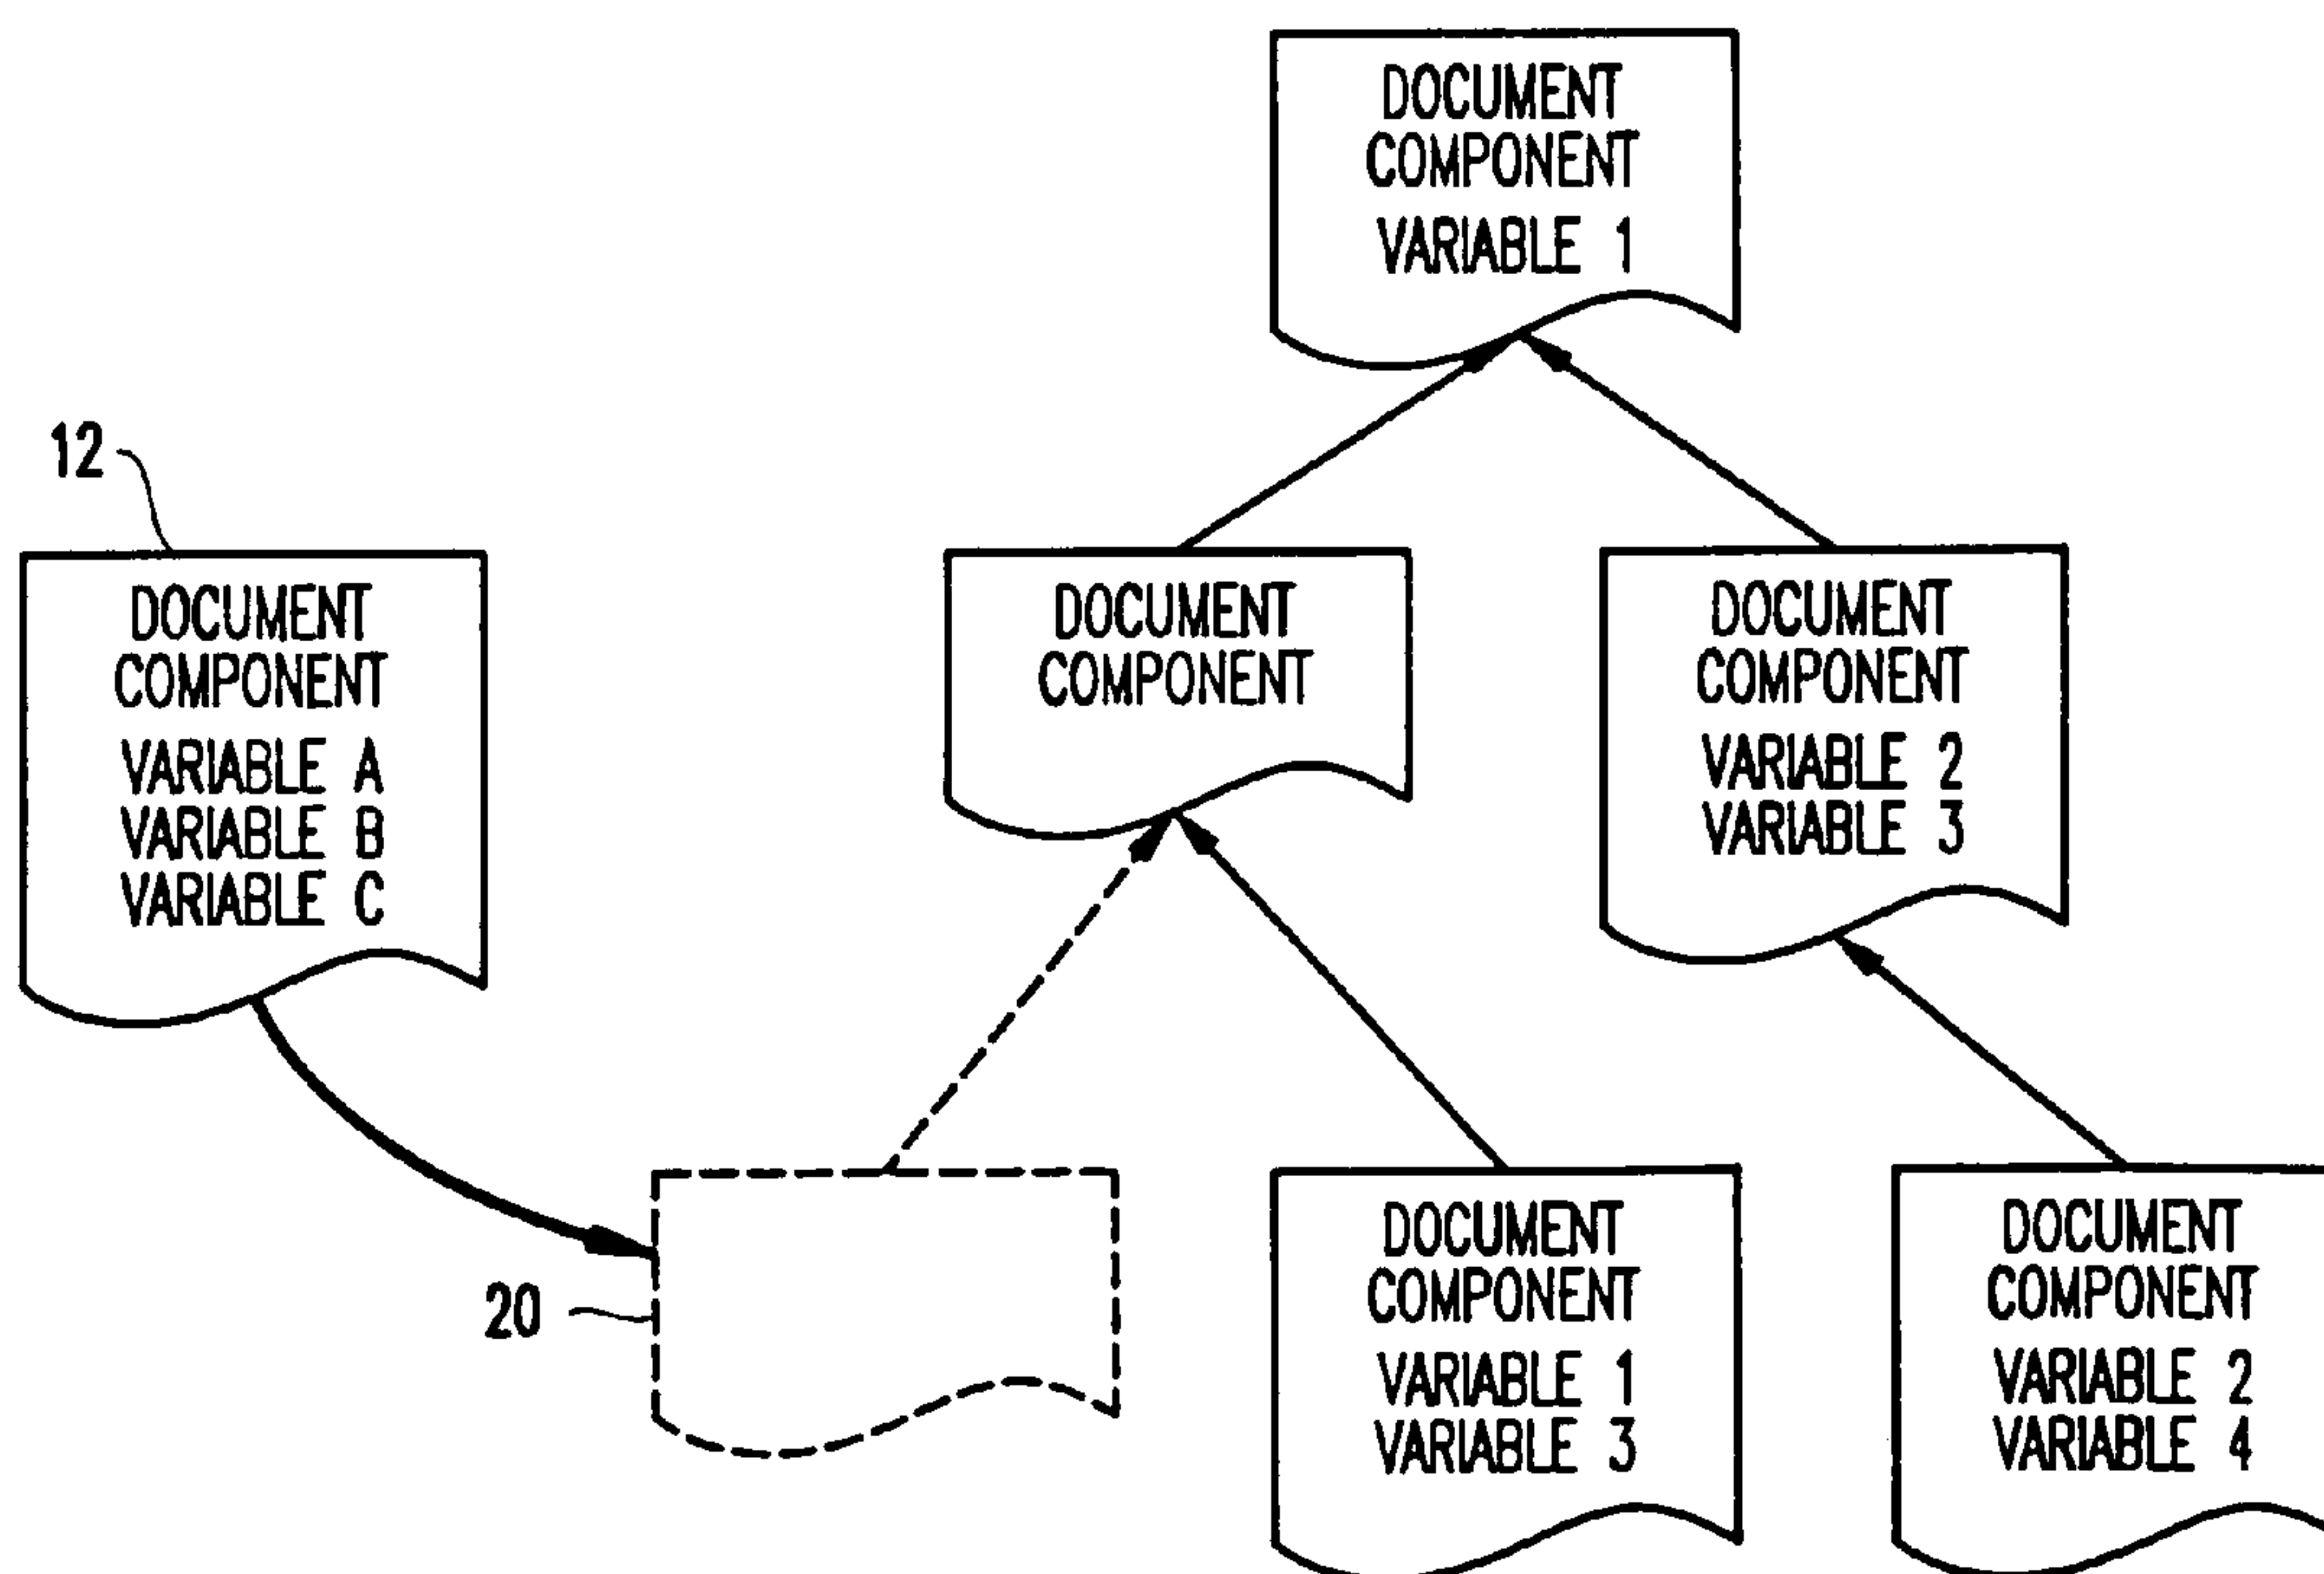 DOCUMENT
COMPONENT
VARIABLE 1
12
DOCUMENT
COMPONENT
VARIABLE A
VARIABLE B
VARIABLE C
DOCUMENT
COMPONENT
DOCUMENT
COMPONENT
VARIABLE 2
VARIABLE 3
20
DOCUMENT
COMPONENT
VARIABLE 1
VARIABLE 3
DOCUMENT
COMPONENT
VARIABLE 2
VARIABLE 4